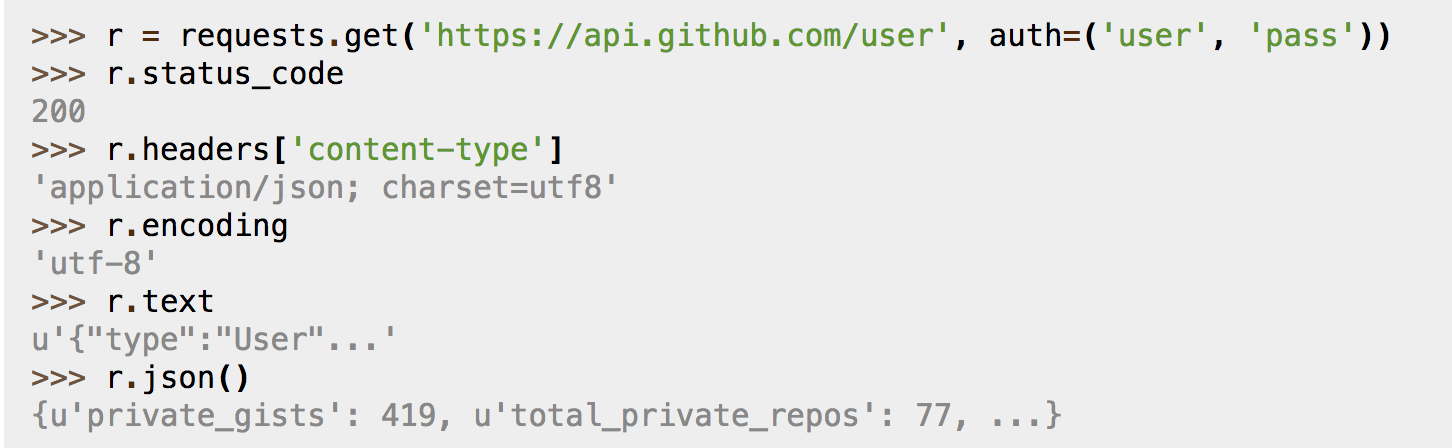 >>> r = requests.get('https://api.github.com/user', auth=('user', 'pass'))
>>> r.status_code
200
>>> r.headers['content-type']
'application/json; charset=utf8'
>>> r.encoding
'utf-8'
>>> r.text
u'{"type":"User"...'
>>> r.json()
{u'private_gists': 419, u'total_private_repos': 77, ...}